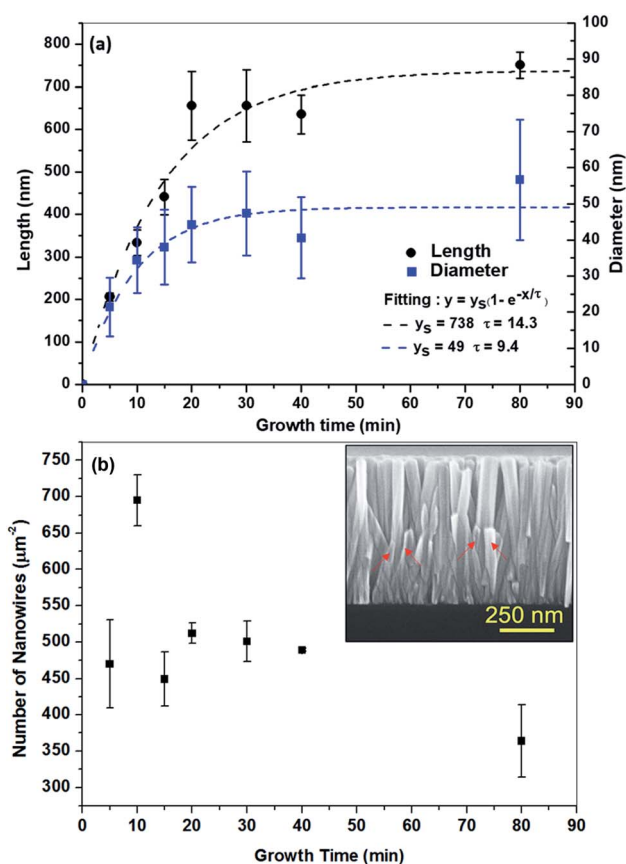 (a)
800
700
600
500
400
300
200
100
0
Length (nm)
100
90
80
70
60
50
40
30
20
10
0
Diameter (nm)
Length
Diameter
Fitting : y = yS(1- e-x/τ )
yS = 738 τ = 14.3
yS = 49 τ = 9.4
0 10 20 30 40 50 60 70 80 90
Growth time (min)
(b)
750
700
650
600
550
500
450
400
350
300
Number of Nanowires (µm-2)
250 nm
0 10 20 30 40 50 60 70 80 90
Growth Time (min)